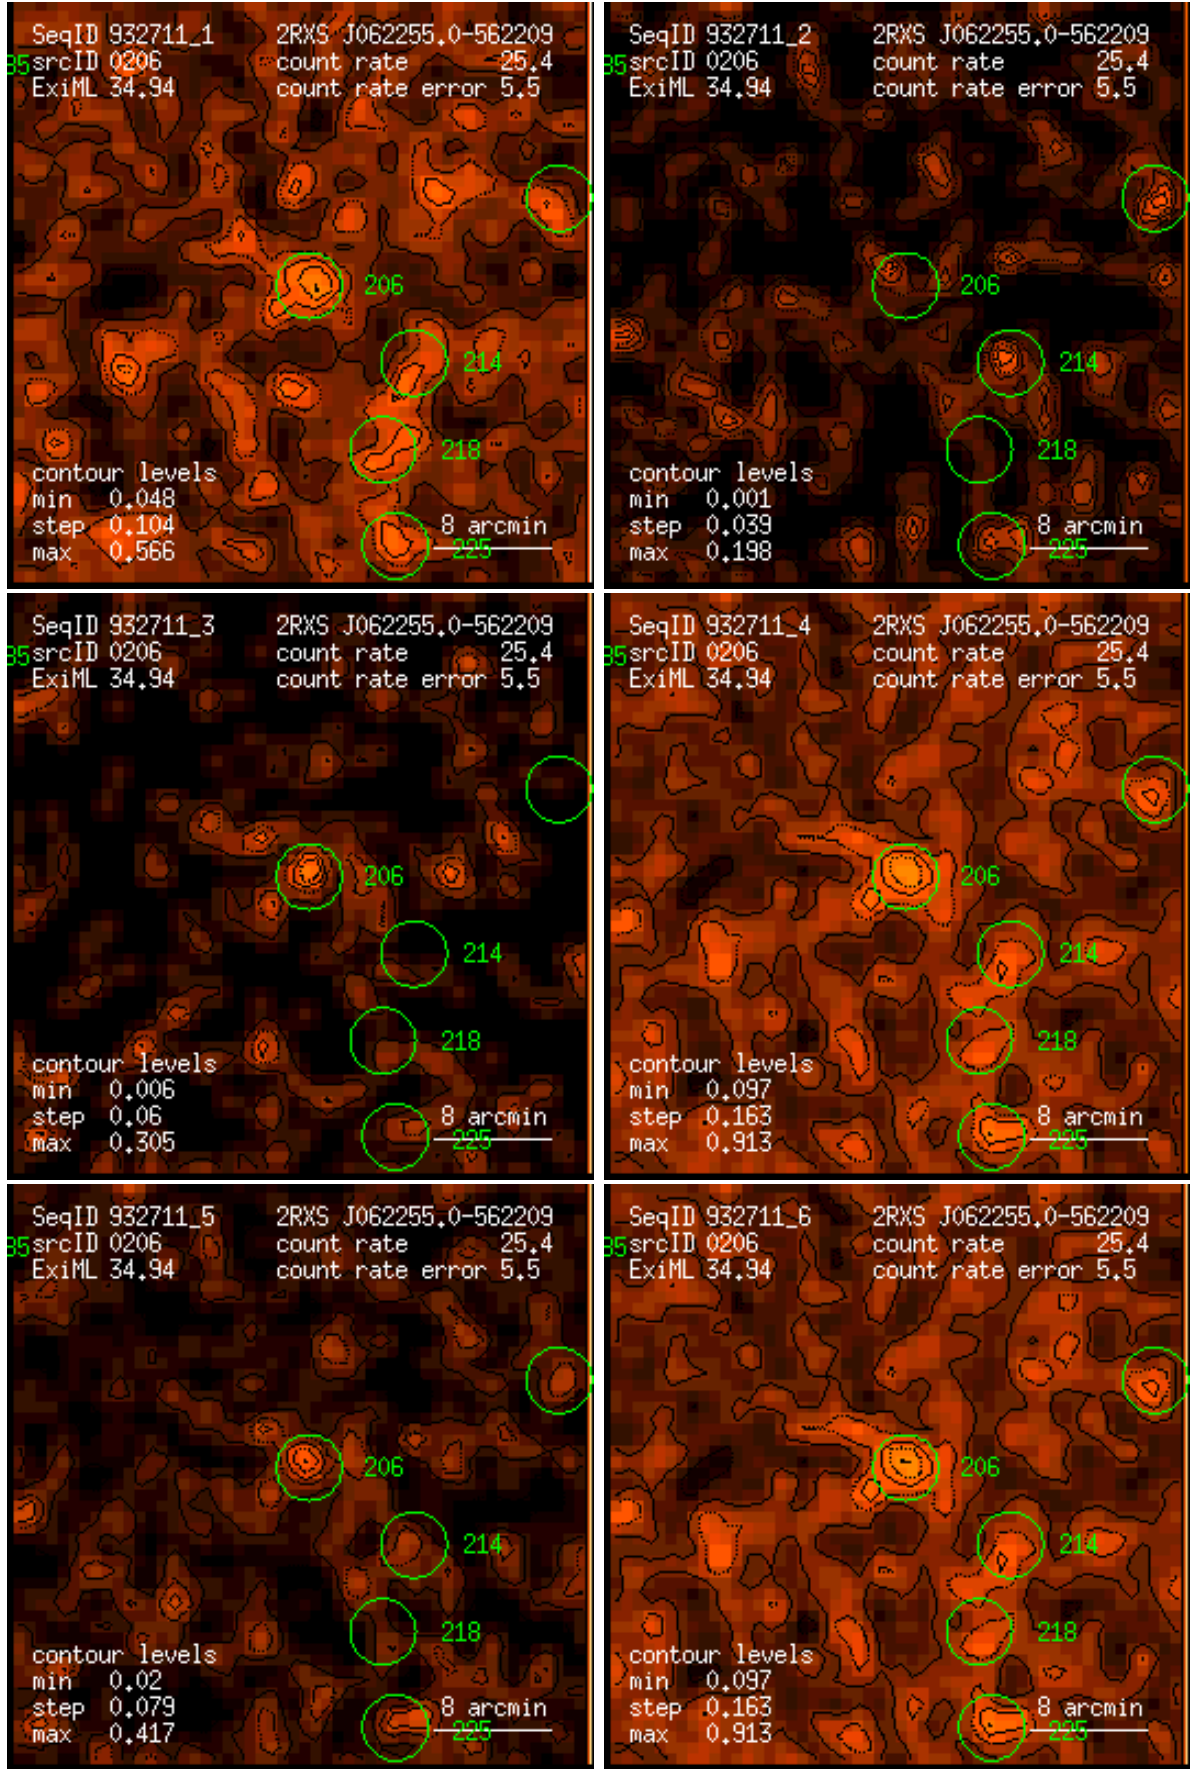 SeqID 932711_1 2RXS J062255.0-562209
85 srcID 0206 count rate 25.4
ExiML 34.94 count rate error 5.5
206
214
218
contour levels
min 0.048
step 0.104 8 arcmin
max 0.566 225
SeqID 932711_2 2RXS J062255.0-562209
85 srcID 0206 count rate 25.4
ExiML 34.94 count rate error 5.5
206
214
218
contour levels
min 0.001
step 0.039 8 arcmin
max 0.198 225
SeqID 932711_3 2RXS J062255.0-562209
85 srcID 0206 count rate 25.4
ExiML 34.94 count rate error 5.5
206
214
218
contour levels
min 0.006
step 0.06 8 arcmin
max 0.305 225
SeqID 932711_4 2RXS J062255.0-562209
85 srcID 0206 count rate 25.4
ExiML 34.94 count rate error 5.5
206
214
218
contour levels
min 0.097
step 0.163 8 arcmin
max 0.913 225
SeqID 932711_5 2RXS J062255.0-562209
85 srcID 0206 count rate 25.4
ExiML 34.94 count rate error 5.5
206
214
218
contour levels
min 0.02
step 0.079 8 arcmin
max 0.417 225
SeqID 932711_6 2RXS J062255.0-562209
85 srcID 0206 count rate 25.4
ExiML 34.94 count rate error 5.5
206
214
218
contour levels
min 0.097
step 0.163 8 arcmin
max 0.913 225